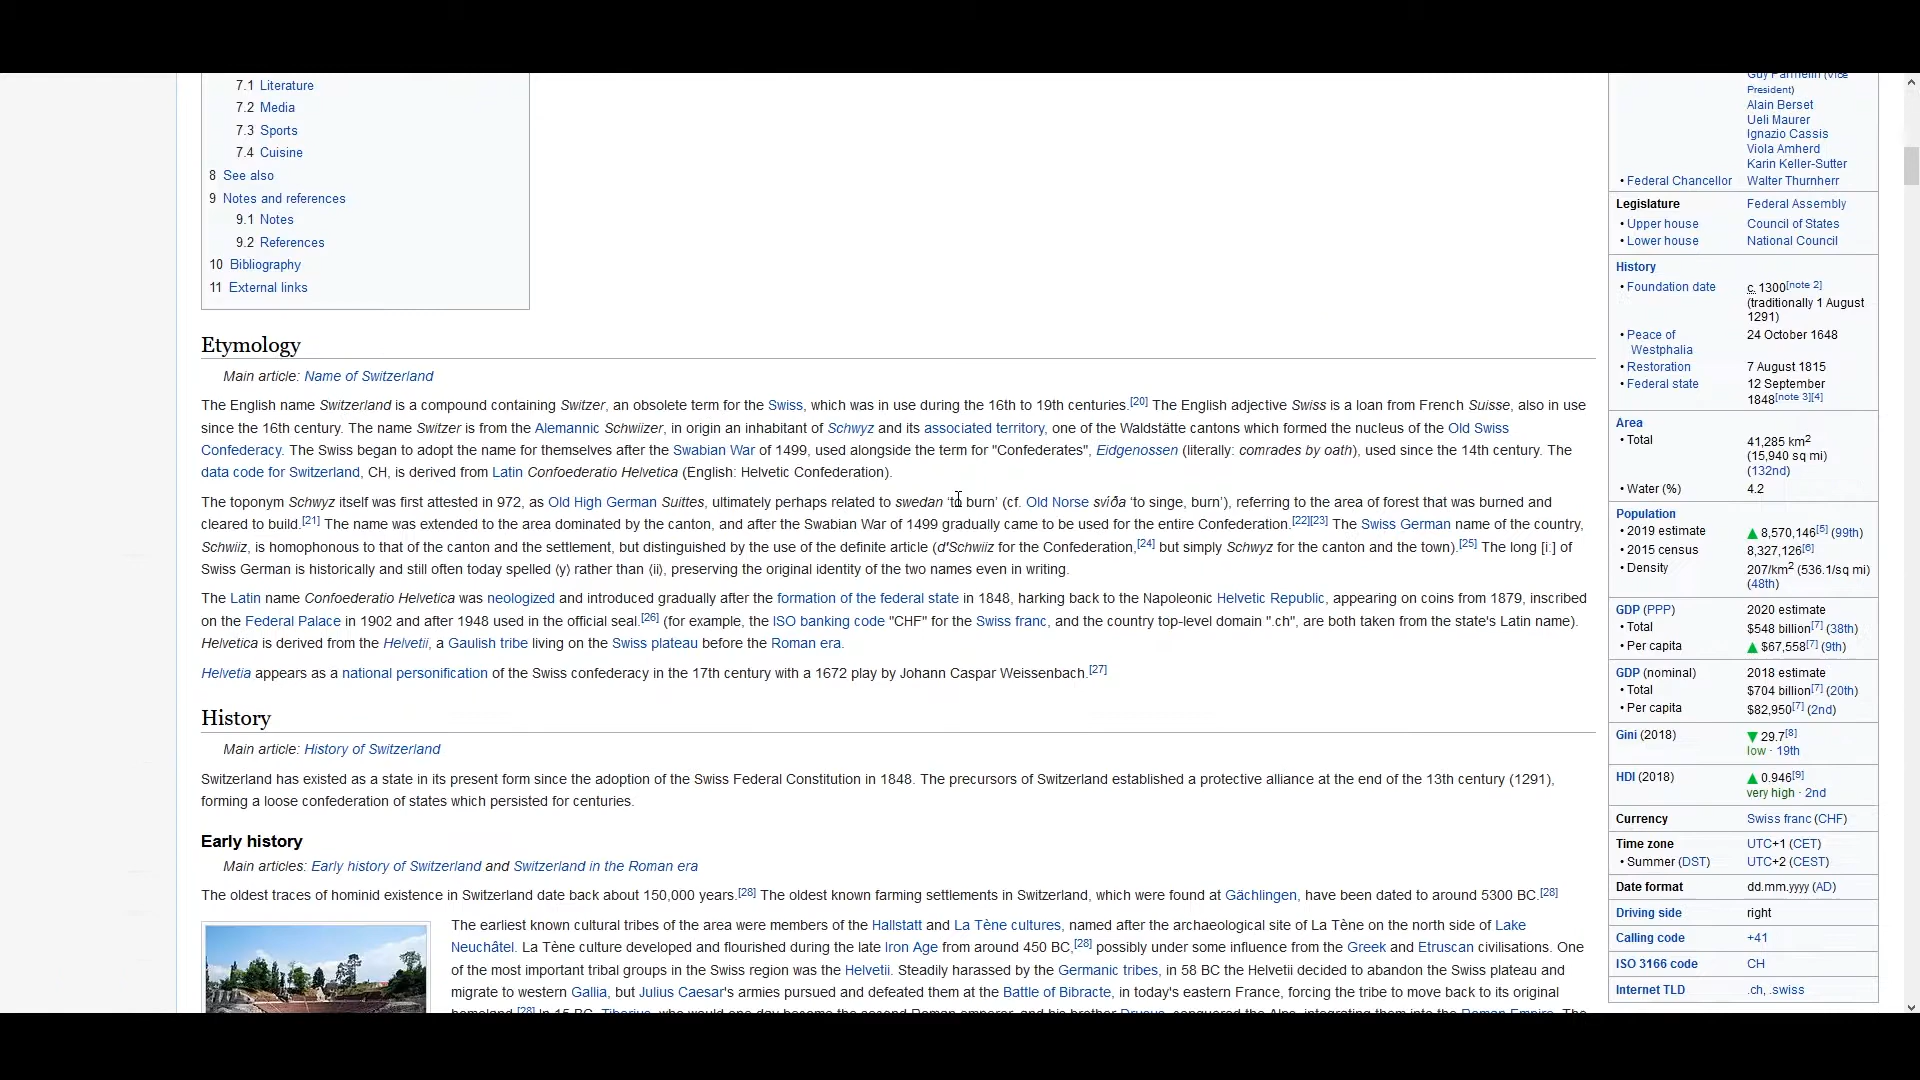 7.1 Literature
7.2 Media
7.3 Sports
7.4 Cuisine
8 See also
9 Notes and references
9.1 Notes
9.2 References
10 Bibliography
11 External links
Etymology
Main article: Name of Switzerland
The English name Switzerland is a compound containing Switzer, an obsolete term for the Swiss, which was in use during the 16th to 19th centuries.[20] The English adjective Swiss is a loan from French Suisse, also in use
since the 16th century. The name Switzer is from the Alemannic Schwiizer, in origin an inhabitant of Schwyz and its associated territory, one of the Waldstätte cantons which formed the nucleus of the Old Swiss
Confederacy. The Swiss began to adopt the name for themselves after the Swabian War of 1499, used alongside the term for "Confederates", Eidgenossen (literally: comrades by oath), used since the 14th century. The
data code for Switzerland, CH, is derived from Latin Confoederatio Helvetica (English: Helvetic Confederation).
The toponym Schwyz itself was first attested in 972, as Old High German Suittes, ultimately perhaps related to swedan ‘to burn’ (cf. Old Norse svíða ‘to singe, burn’), referring to the area of forest that was burned and
cleared to build.[21] The name was extended to the area dominated by the canton, and after the Swabian War of 1499 gradually came to be used for the entire Confederation.[22][23] The Swiss German name of the country,
Schwiiz, is homophonous to that of the canton and the settlement, but distinguished by the use of the definite article (d'Schwiiz for the Confederation,[24] but simply Schwyz for the canton and the town).[25] The long [iː] of
Swiss German is historically and still often today spelled ⟨y⟩ rather than ⟨ii⟩, preserving the original identity of the two names even in writing.
The Latin name Confoederatio Helvetica was neologized and introduced gradually after the formation of the federal state in 1848, harking back to the Napoleonic Helvetic Republic, appearing on coins from 1879, inscribed
on the Federal Palace in 1902 and after 1948 used in the official seal.[26] (for example, the ISO banking code "CHF" for the Swiss franc, and the country top-level domain ".ch", are both taken from the state's Latin name).
Helvetica is derived from the Helvetii, a Gaulish tribe living on the Swiss plateau before the Roman era.
Helvetia appears as a national personification of the Swiss confederacy in the 17th century with a 1672 play by Johann Caspar Weissenbach.[27]
History
Main article: History of Switzerland
Switzerland has existed as a state in its present form since the adoption of the Swiss Federal Constitution in 1848. The precursors of Switzerland established a protective alliance at the end of the 13th century (1291),
forming a loose confederation of states which persisted for centuries.
Early history
Main articles: Early history of Switzerland and Switzerland in the Roman era
The oldest traces of hominid existence in Switzerland date back about 150,000 years.[28] The oldest known farming settlements in Switzerland, which were found at Gächlingen, have been dated to around 5300 BC.[28]
The earliest known cultural tribes of the area were members of the Hallstatt and La Tène cultures, named after the archaeological site of La Tène on the north side of Lake
Neuchâtel. La Tène culture developed and flourished during the late Iron Age from around 450 BC,[28] possibly under some influence from the Greek and Etruscan civilisations. One
of the most important tribal groups in the Swiss region was the Helvetii. Steadily harassed by the Germanic tribes, in 58 BC the Helvetii decided to abandon the Swiss plateau and
migrate to western Gallia, but Julius Caesar's armies pursued and defeated them at the Battle of Bibracte, in today's eastern France, forcing the tribe to move back to its original
homeland.[28] In 15 BC, Tiberius, who would one day become the second Roman emperor, and his brother Drusus, conquered the Alps, integrating them into the Roman Empire. The
Guy Parmelin (Vice
President)
Alain Berset
Ueli Maurer
Ignazio Cassis
Viola Amherd
Karin Keller-Sutter
• Federal Chancellor Walter Thurnherr
Legislature Federal Assembly
• Upper house Council of States
• Lower house National Council
History
• Foundation date c. 1300[note 2]
(traditionally 1 August
1291)
• Peace of 24 October 1648
Westphalia
• Restoration 7 August 1815
• Federal state 12 September
1848[note 3][4]
Area
• Total 41,285 km2
(15,940 sq mi)
(132nd)
• Water (%) 4.2
Population
• 2019 estimate ▲ 8,570,146[5] (99th)
• 2015 census 8,327,126[6]
• Density 207/km2 (536.1/sq mi)
(48th)
GDP (PPP) 2020 estimate
• Total $548 billion[7] (38th)
• Per capita ▲ $67,558[7] (9th)
GDP (nominal) 2018 estimate
• Total $704 billion[7] (20th)
• Per capita $82,950[7] (2nd)
Gini (2018) ▼ 29.7[8]
low · 19th
HDI (2018) ▲ 0.946[9]
very high · 2nd
Currency Swiss franc (CHF)
Time zone UTC+1 (CET)
• Summer (DST) UTC+2 (CEST)
Date format dd.mm.yyyy (AD)
Driving side right
Calling code +41
ISO 3166 code CH
Internet TLD .ch, .swiss